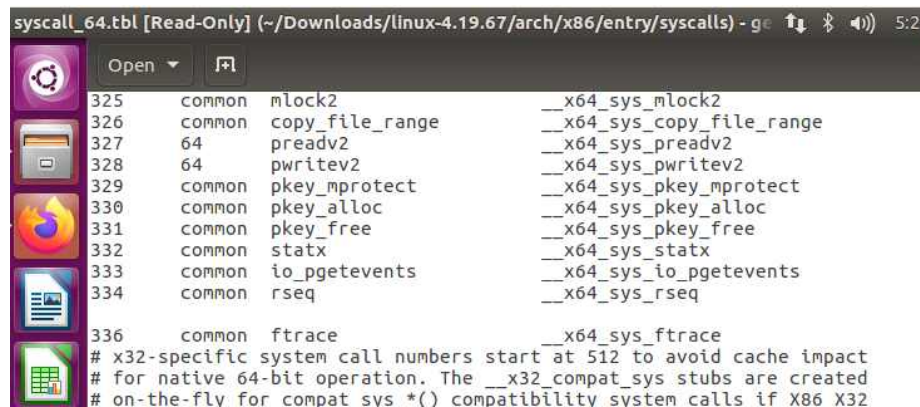 syscall_64.tbl [Read-Only] (~/Downloads/linux-4.19.67/arch/x86/entry/syscalls) - ge 5:2
Open
325 common mlock2 __x64_sys_mlock2
326 common copy_file_range __x64_sys_copy_file_range
327 64 preadv2 __x64_sys_preadv2
328 64 pwritev2 __x64_sys_pwritev2
329 common pkey_mprotect __x64_sys_pkey_mprotect
330 common pkey_alloc __x64_sys_pkey_alloc
331 common pkey_free __x64_sys_pkey_free
332 common statx __x64_sys_statx
333 common io_pgetevents __x64_sys_io_pgetevents
334 common rseq __x64_sys_rseq
336 common ftrace __x64_sys_ftrace
# x32-specific system call numbers start at 512 to avoid cache impact
# for native 64-bit operation. The __x32_compat_sys stubs are created
# on-the-fly for compat_sys_*() compatibility system calls if X86_X32